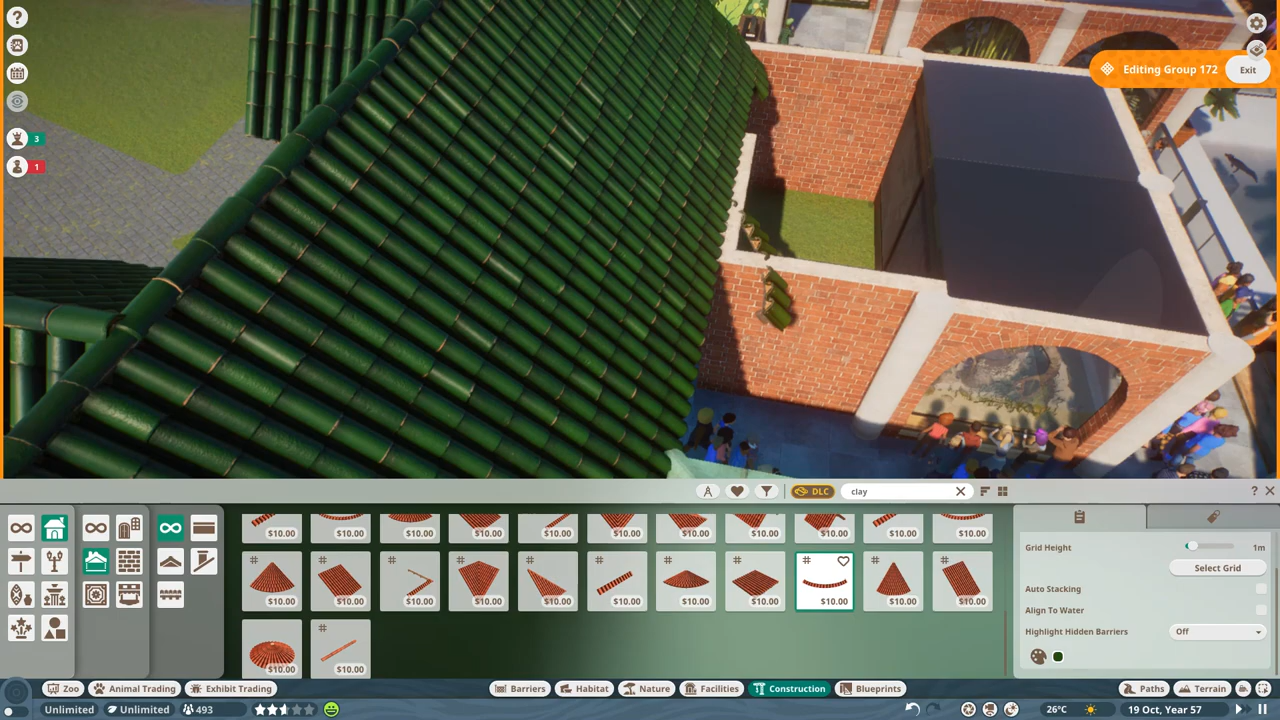 ?
Editing Group 172
Exit
3
1
DLC
clay
?
$10.00 $10.00 $10.00 $10.00 $10.00 $10.00 $10.00 $10.00 $10.00 $10.00 $10.00
$10.00 $10.00 $10.00 $10.00 $10.00 $10.00 $10.00 $10.00 $10.00 $10.00 $10.00
$10.00 $10.00
Grid Height 1m
Select Grid
Auto Stacking
Align To Water
Highlight Hidden Barriers Off
Zoo Animal Trading Exhibit Trading Barriers Habitat Nature Facilities Construction Blueprints Paths Terrain
Unlimited Unlimited 493 26°C 19 Oct, Year 57